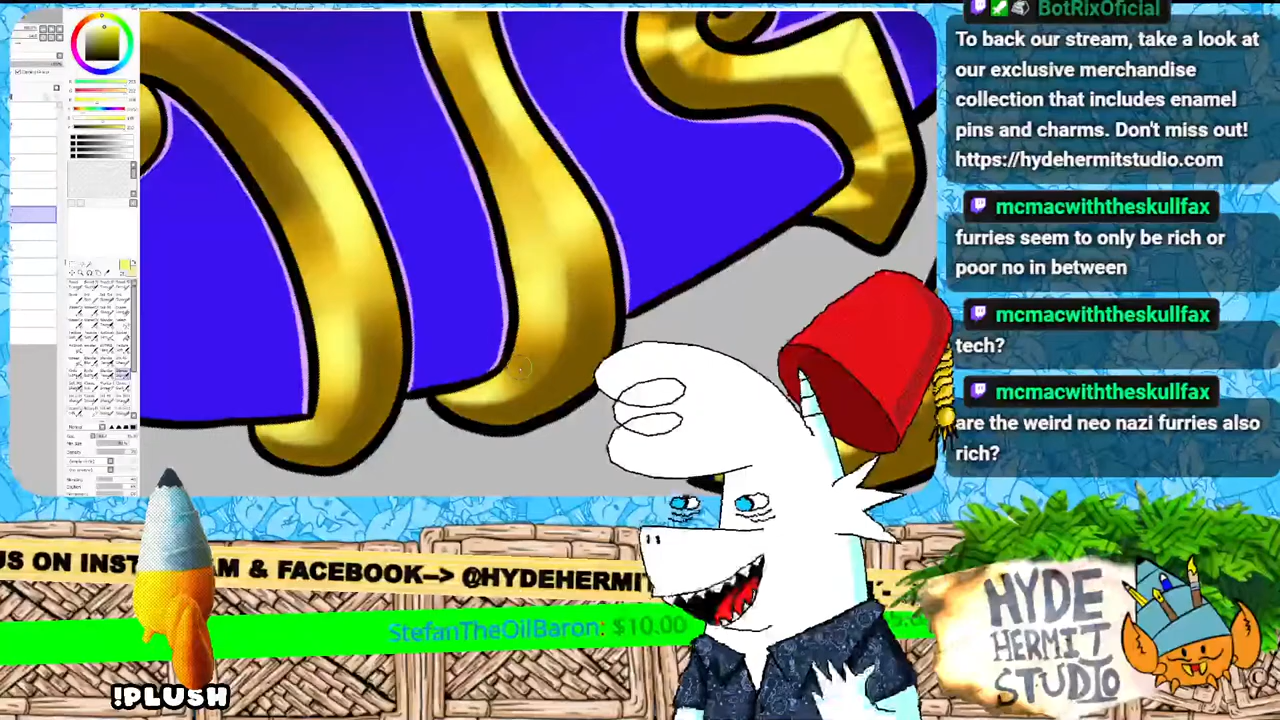 BotRixOficial
To back our stream, take a look at
our exclusive merchandise
collection that includes enamel
pins and charms. Don't miss out!
https://hydehermitstudio.com
mcmacwiththeskullfax
furries seem to only be rich or
poor no in between
mcmacwiththeskullfax
tech?
mcmacwiththeskullfax
are the weird neo nazi furries also
rich?
US ON INST AM & FACEBOOK--> @HYDEHERMI
StefanTheOilBaron: $10.00
!PLUSH
HYDE
HERMIT
STUDIO